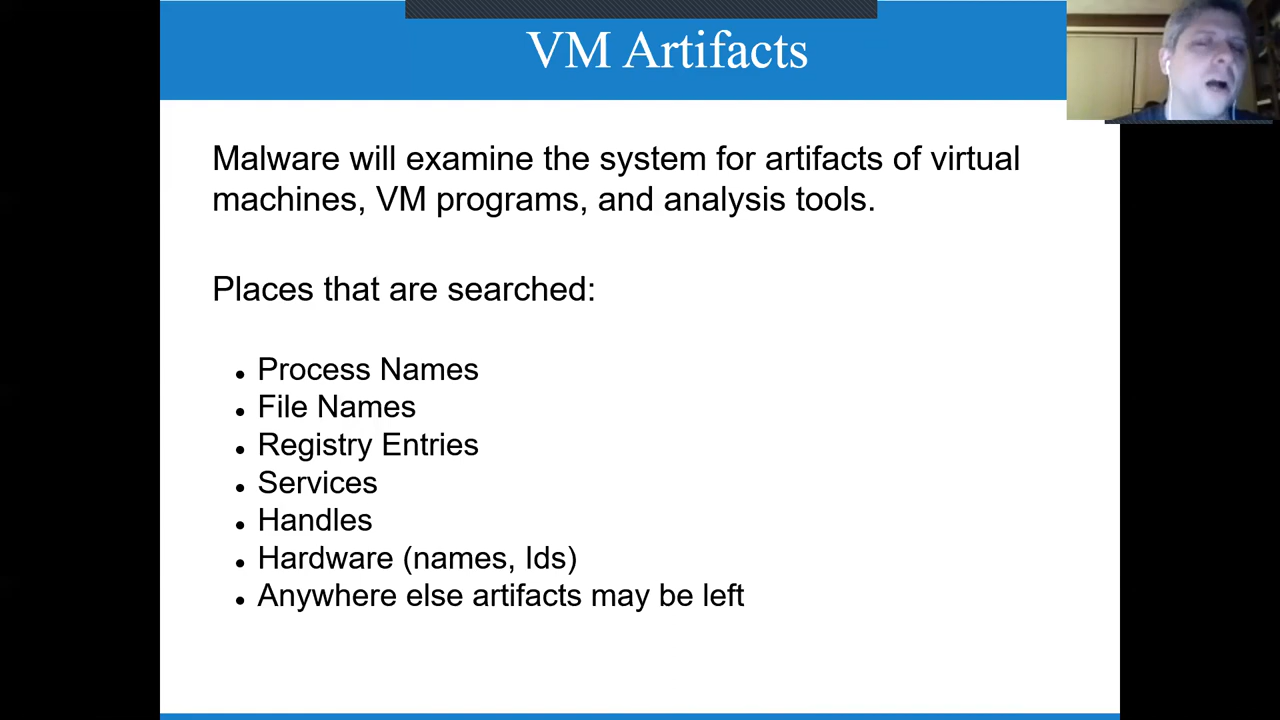 VM Artifacts
Malware will examine the system for artifacts of virtual
machines, VM programs, and analysis tools.
Places that are searched:
• Process Names
• File Names
• Registry Entries
• Services
• Handles
• Hardware (names, Ids)
• Anywhere else artifacts may be left